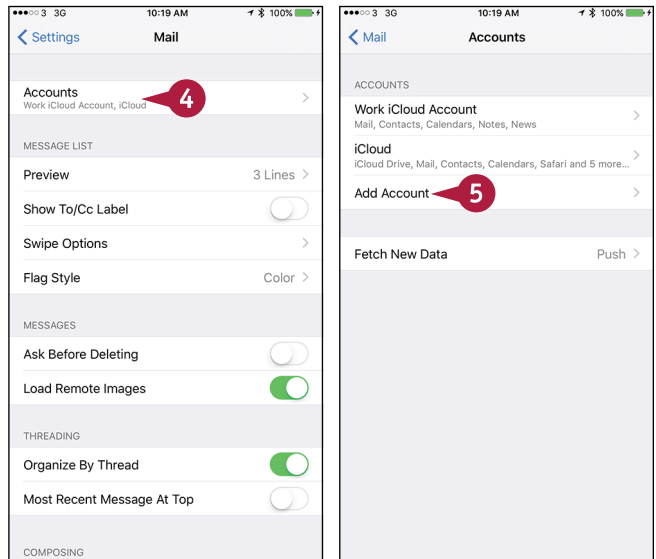 3 3G 10:19 AM 100%
Settings Mail
Accounts
Work iCloud Account, iCloud
4
MESSAGE LIST
Preview 3 Lines
Show To/Cc Label
Swipe Options
Flag Style Color
MESSAGES
Ask Before Deleting
Load Remote Images
THREADING
Organize By Thread
Most Recent Message At Top
COMPOSING
3 3G 10:19 AM 100%
Mail Accounts
ACCOUNTS
Work iCloud Account
Mail, Contacts, Calendars, Notes, News
iCloud
iCloud Drive, Mail, Contacts, Calendars, Safari and 5 more...
Add Account 5
Fetch New Data Push